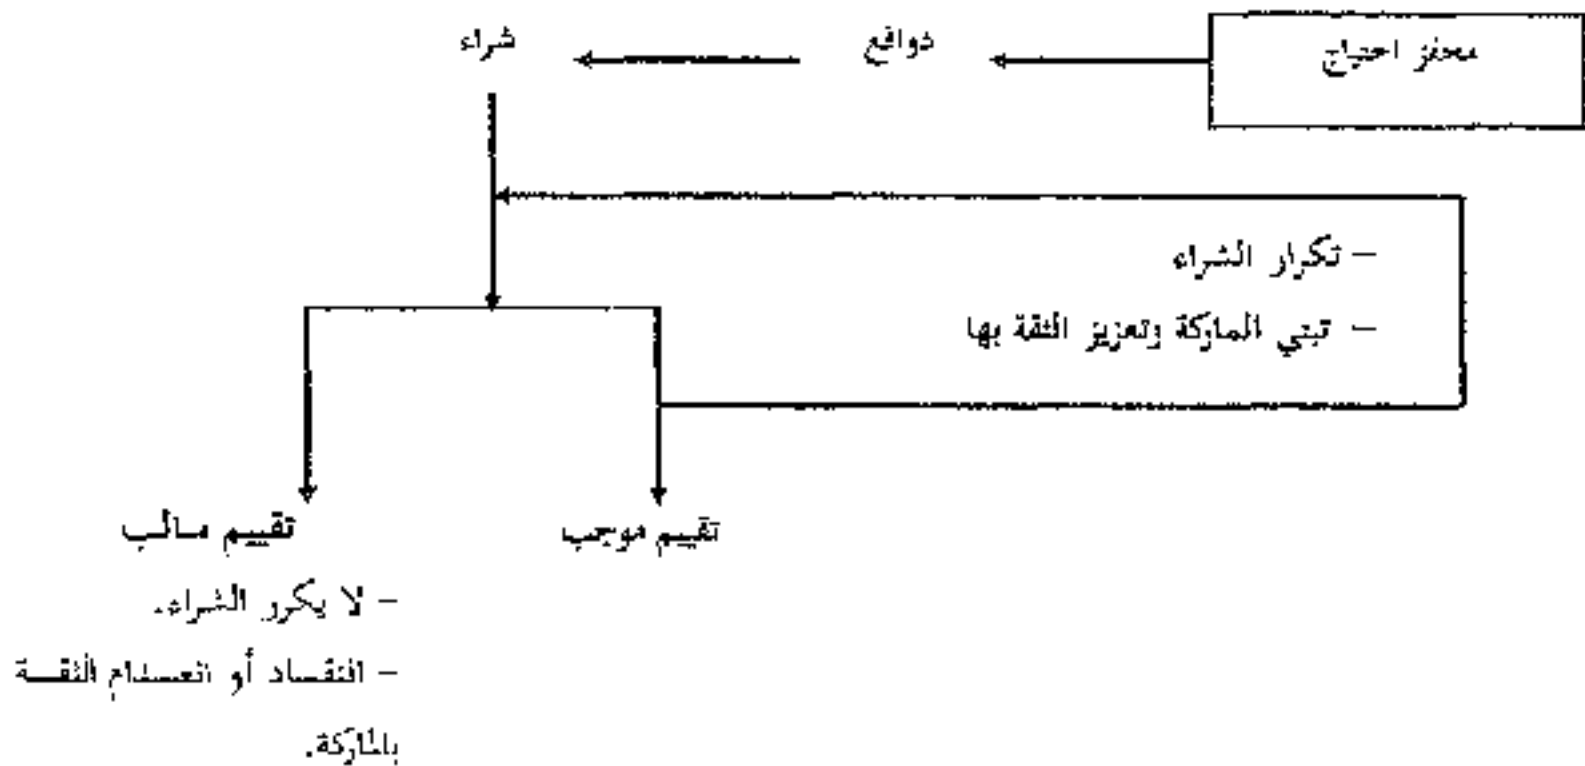 محفز احتياج
دوافع
شراء
– تكرار الشراء
– تبني الماركة وتعزيز الثقة بها
تقييم موجب
تقييم سالب
– لا يكرر الشراء.
– انتقاد أو انعدام الثقة
بالماركة.